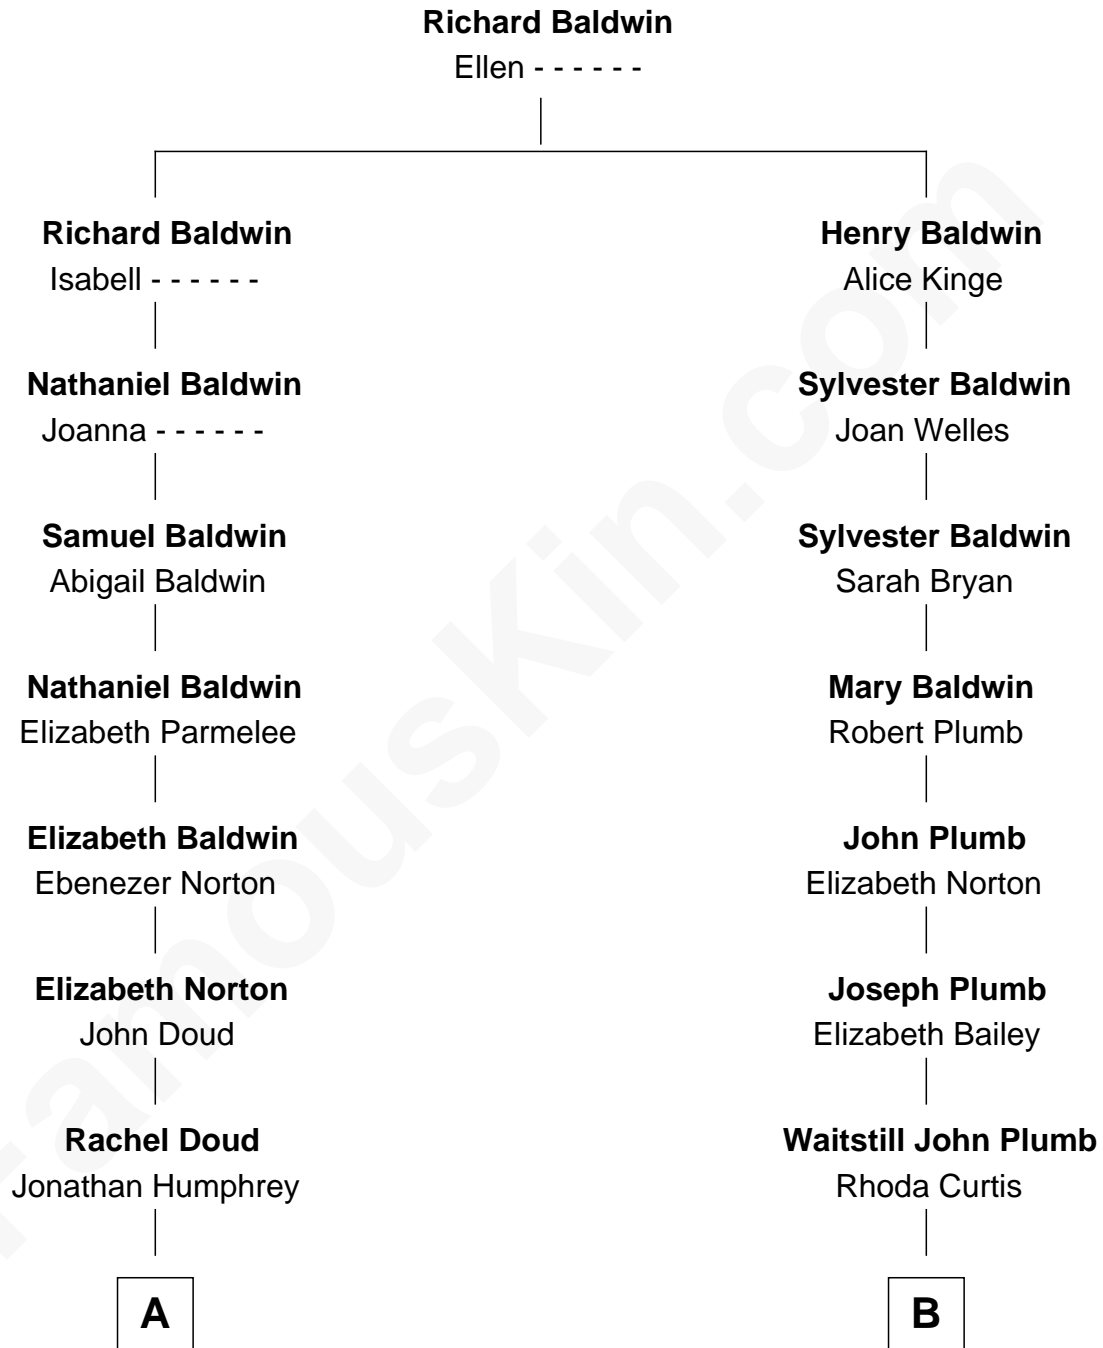 Richard Baldwin
Ellen - - - - - -
Richard Baldwin
Isabell - - - - - -
Henry Baldwin
Alice Kinge
Nathaniel Baldwin
Joanna - - - - - -
Sylvester Baldwin
Joan Welles
Samuel Baldwin
Abigail Baldwin
Sylvester Baldwin
Sarah Bryan
Nathaniel Baldwin
Elizabeth Parmelee
Mary Baldwin
Robert Plumb
Elizabeth Baldwin
Ebenezer Norton
John Plumb
Elizabeth Norton
Elizabeth Norton
John Doud
Joseph Plumb
Elizabeth Bailey
Rachel Doud
Jonathan Humphrey
Waitstill John Plumb
Rhoda Curtis
A
B
FamousKin.com